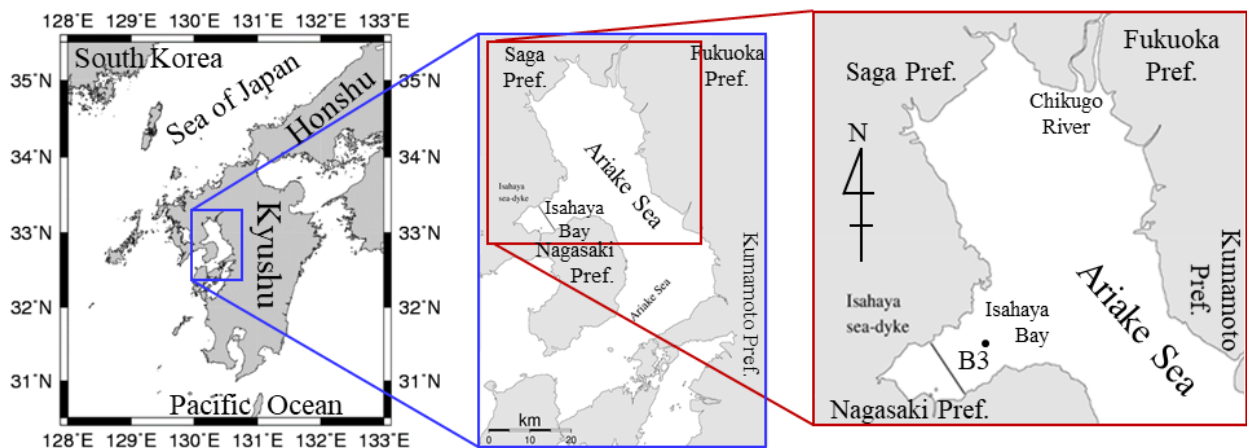 128°E 129°E 130°E 131°E 132°E 133°E
South Korea
Sea of Japan
Honshu
Kyushu
Pacific Ocean
35°N 35°N
34°N 34°N
33°N 33°N
32°N 32°N
31°N 31°N
128°E 129°E 130°E 131°E 132°E 133°E
Saga
Pref.
Fukuoka
Pref.
Ariake Sea
Isahaya
sea-dyke
Isahaya
Bay
Nagasaki
Pref.
Ariake Sea
Kumamoto Pref.
km
0 10 20
Saga Pref.
Fukuoka
Pref.
Chikugo
River
N
Kumamoto
Pref.
Ariake Sea
Isahaya
sea-dyke
Isahaya
Bay
B3
Nagasaki Pref.